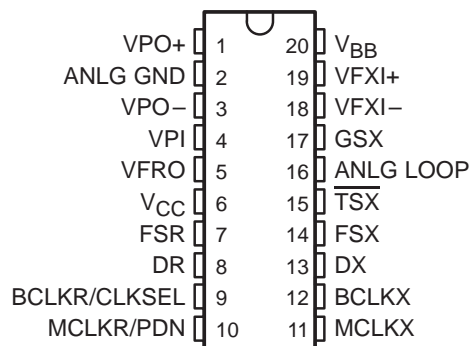 VPO+ 1 20 VBB
ANLG GND 2 19 VFXI+
VPO− 3 18 VFXI−
VPI 4 17 GSX
VFRO 5 16 ANLG LOOP
VCC 6 15 TSX
FSR 7 14 FSX
DR 8 13 DX
BCLKR/CLKSEL 9 12 BCLKX
MCLKR/PDN 10 11 MCLKX